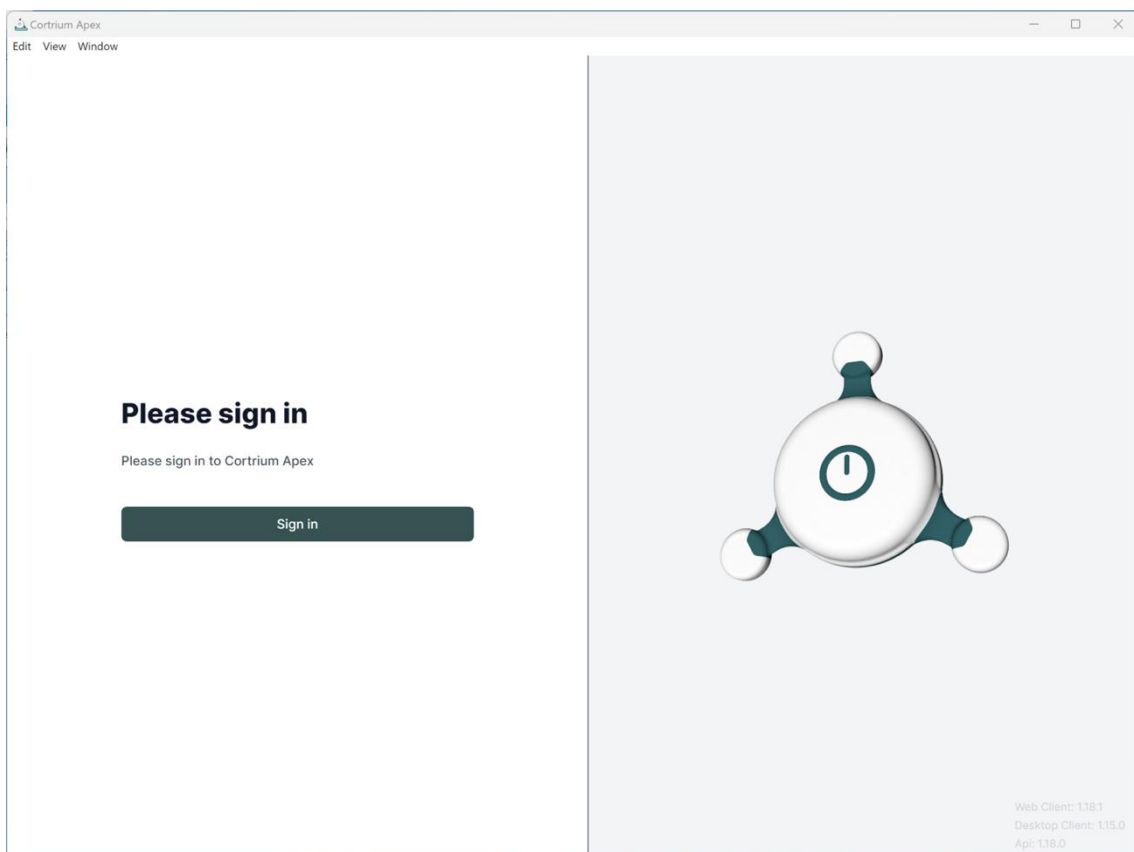 Cortrium Apex
Edit View Window
Please sign in
Please sign in to Cortrium Apex
Sign in
Web Client: 1.18.1
Desktop Client: 1.15.0
Api: 1.18.0